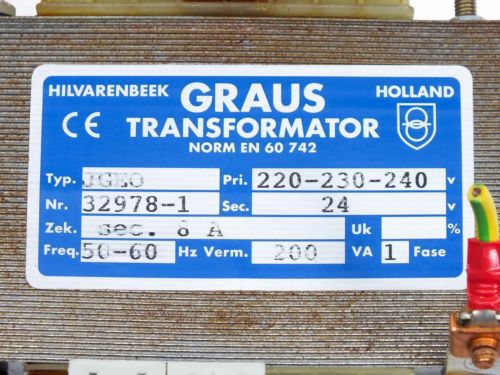 HILVARENBEEK GRAUS HOLLAND
CE TRANSFORMATOR
NORM EN 60 742
Typ. JGEO Pri. 220-230-240 v
Nr. 32978-1 Sec. 24 v
Zek. sec. 8 A Uk %
Freq. 50-60 Hz Verm. 200 VA 1 Fase